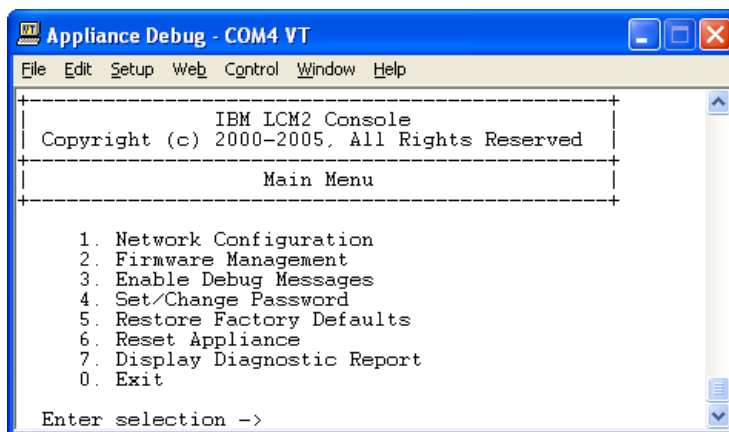 Appliance Debug - COM4 VT
File Edit Setup Web Control Window Help
IBM LCM2 Console
Copyright (c) 2000-2005, All Rights Reserved
Main Menu
1. Network Configuration
2. Firmware Management
3. Enable Debug Messages
4. Set/Change Password
5. Restore Factory Defaults
6. Reset Appliance
7. Display Diagnostic Report
0. Exit
Enter selection ->